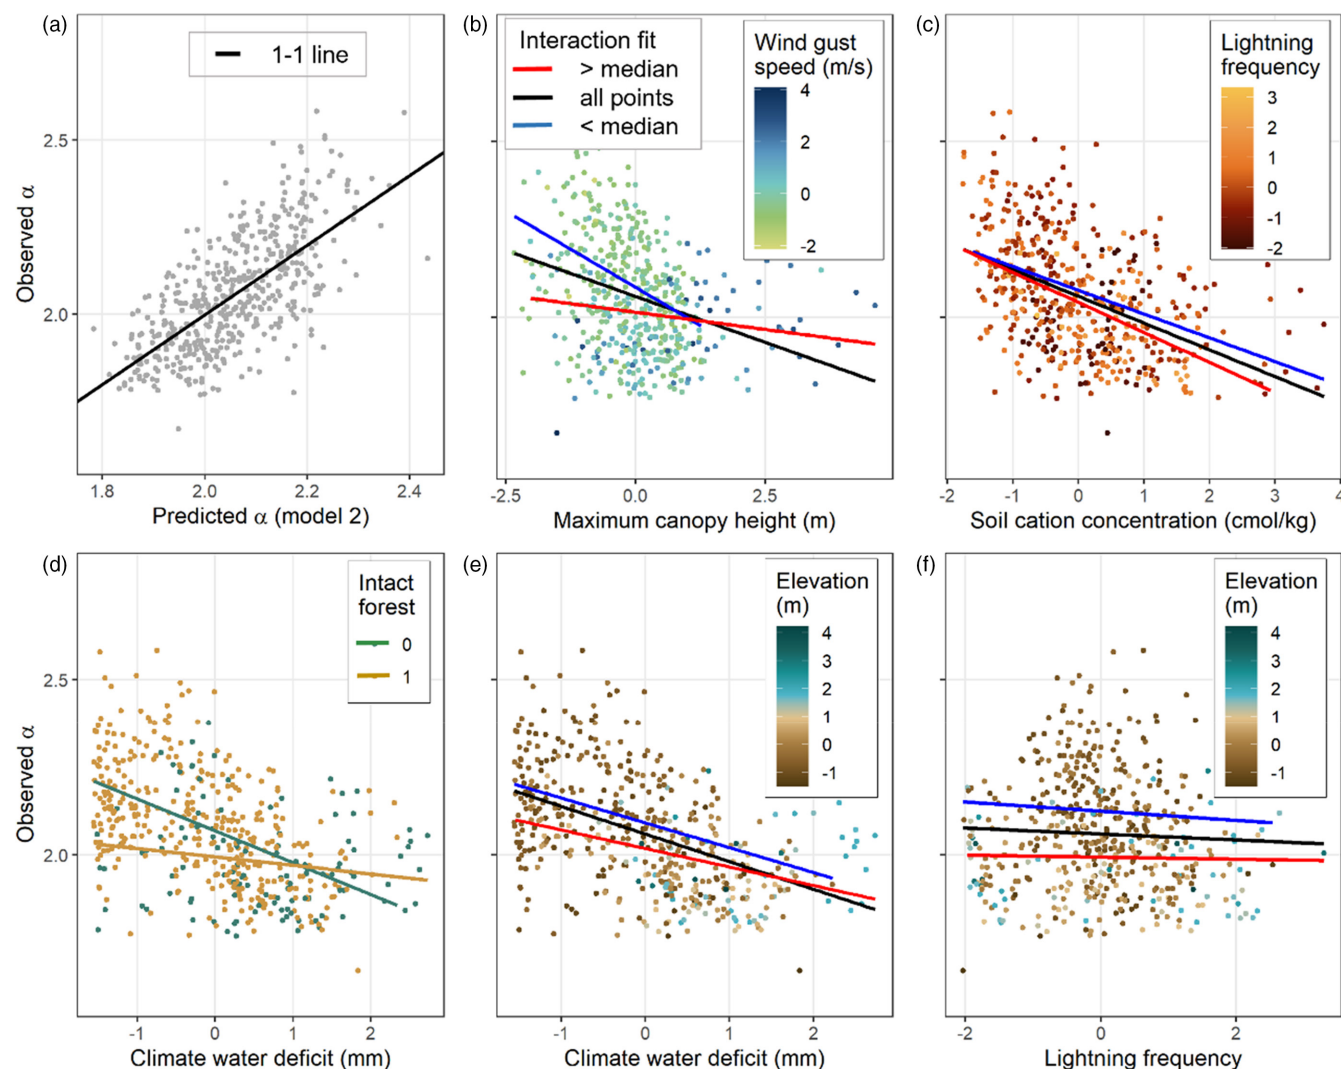 (a)
1-1 line
2.5
2.0
Observed α
1.8
2.0
2.2
2.4
Predicted α (model 2)
(b)
Interaction fit
> median
all points
< median
Wind gust
speed (m/s)
4
2
0
-2
-2.5
0.0
2.5
Maximum canopy height (m)
(c)
Lightning
frequency
3
2
1
0
-1
-2
-2
-1
0
1
2
3
4
Soil cation concentration (cmol/kg)
(d)
Intact
forest
0
1
2.5
2.0
Observed α
-1
0
1
2
Climate water deficit (mm)
(e)
Elevation
(m)
4
3
2
1
0
-1
-1
0
1
2
Climate water deficit (mm)
(f)
Elevation
(m)
4
3
2
1
0
-1
-2
0
2
Lightning frequency